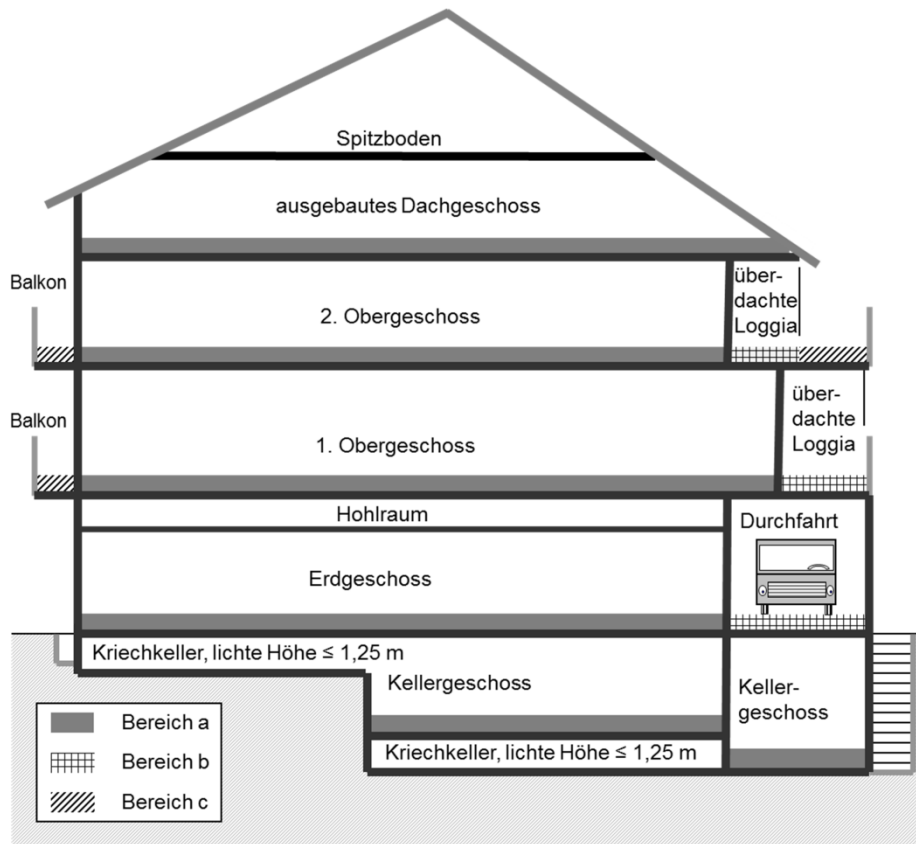 Spitzboden
ausgebautes Dachgeschoss
Balkon
2. Obergeschoss
über-
dachte
Loggia
Balkon
1. Obergeschoss
über-
dachte
Loggia
Hohlraum
Durchfahrt
Erdgeschoss
Kriechkeller, lichte Höhe ≤ 1,25 m
Kellergeschoss
Keller-
geschoss
Kriechkeller, lichte Höhe ≤ 1,25 m
Bereich a
Bereich b
Bereich c